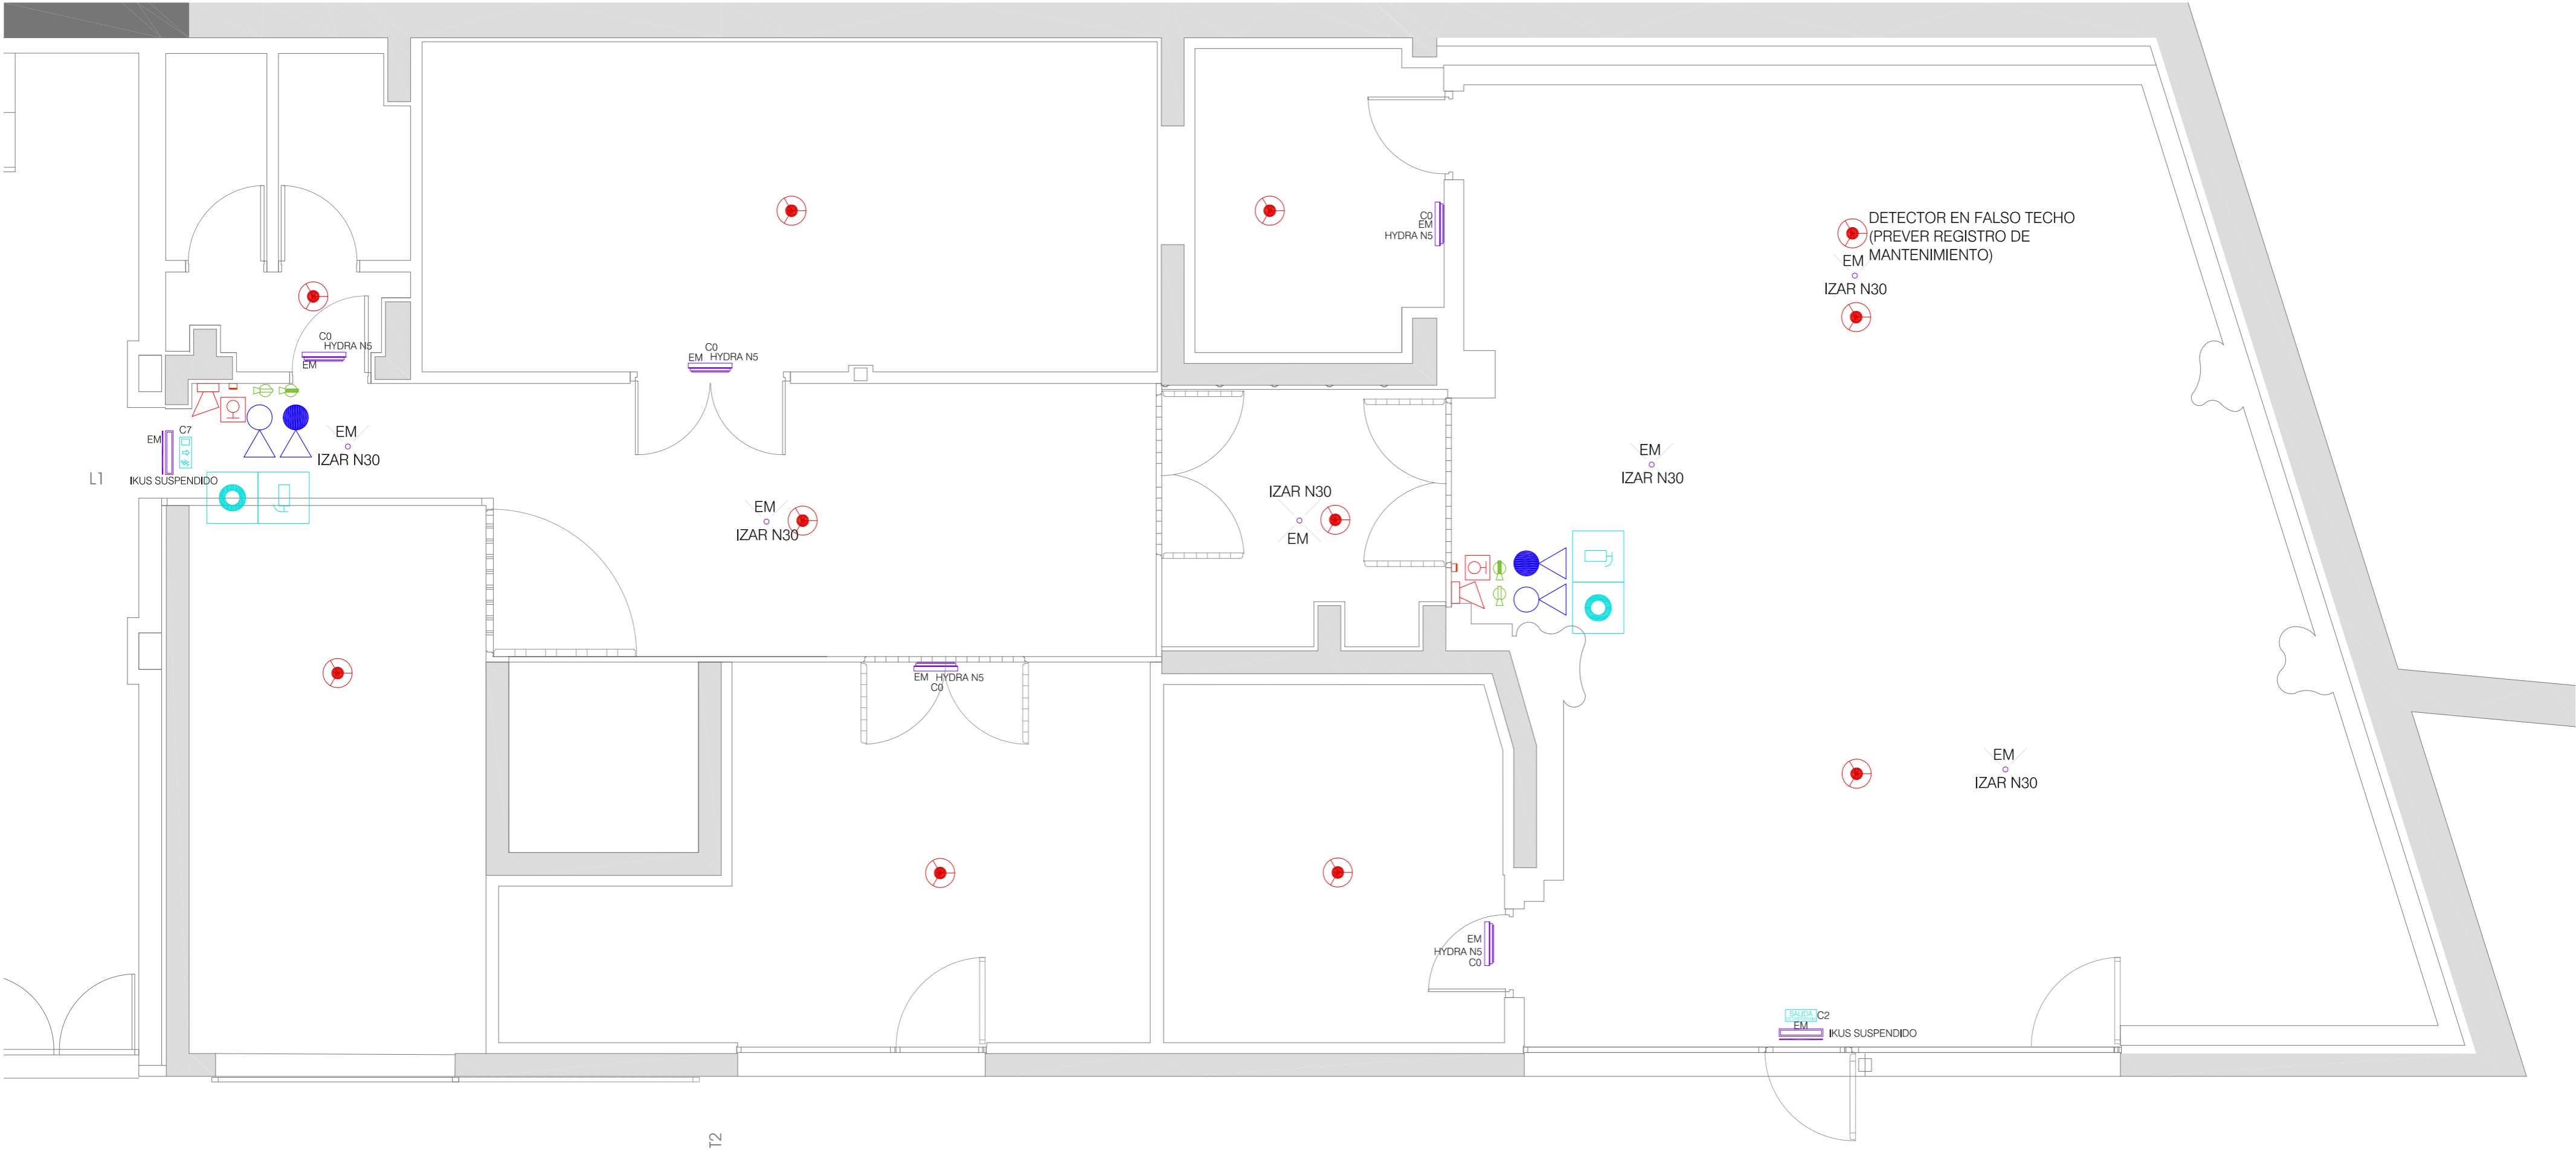 DETECTOR EN FALSO TECHO
(PREVER REGISTRO DE
MANTENIMIENTO)
EM
IZAR N30
C0
EM
HYDRA N5
C0
HYDRA N5
EM
C0
EM HYDRA N5
EM
C7
IKUS SUSPENDIDO
L1
EM
IZAR N30
EM
IZAR N30
IZAR N30
EM
EM
IZAR N30
EM HYDRA N5
C0
EM
IZAR N30
EM
HYDRA N5
C0
SALIDA
C2
EM
IKUS SUSPENDIDO
T2